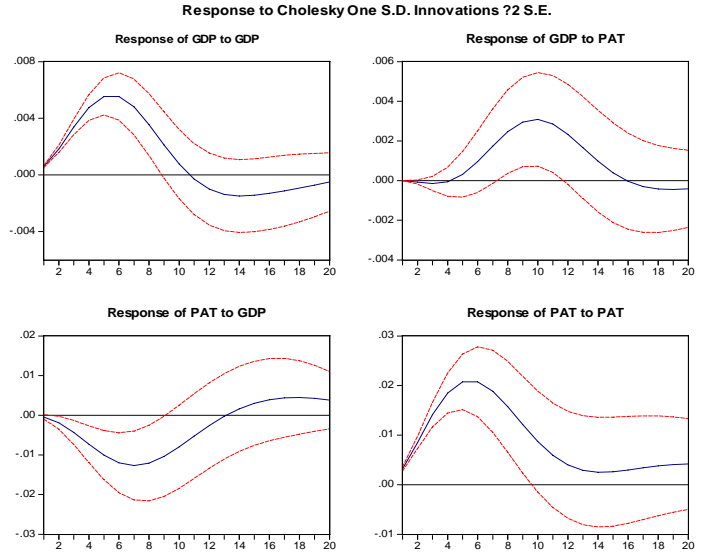 Response to Cholesky One S.D. Innovations ?2 S.E.
Response of GDP to GDP
.008
.004
.000
-.004
2 4 6 8 10 12 14 16 18 20
Response of GDP to PAT
.006
.004
.002
.000
-.002
-.004
2 4 6 8 10 12 14 16 18 20
Response of PAT to GDP
.02
.01
.00
-.01
-.02
-.03
2 4 6 8 10 12 14 16 18 20
Response of PAT to PAT
.03
.02
.01
.00
-.01
2 4 6 8 10 12 14 16 18 20